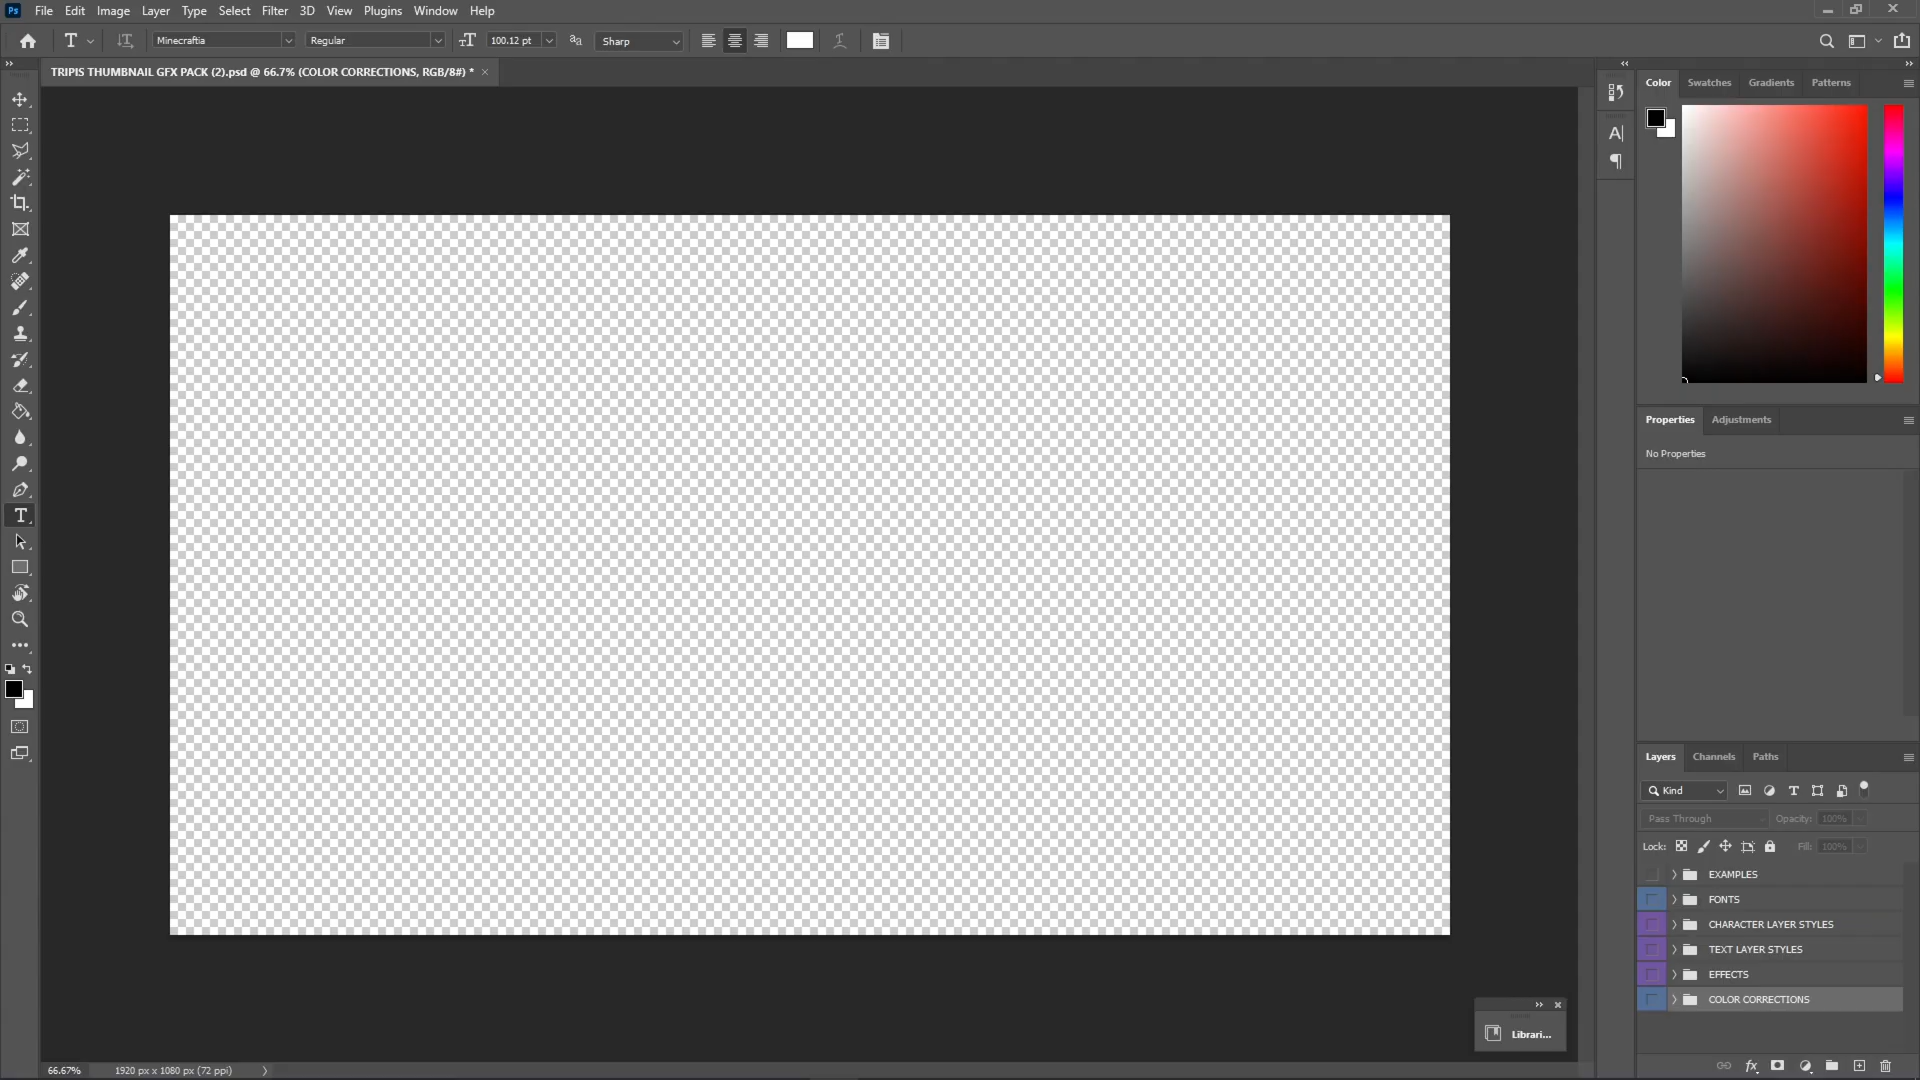 Ps File Edit Image Layer Type Select Filter 3D View Plugins Window Help
T Minecraftia Regular 100.12 pt Sharp
TRIPIS THUMBNAIL GFX PACK (2).psd @ 66.7% (COLOR CORRECTIONS, RGB/8#) *
Color Swatches Gradients Patterns
Properties Adjustments
No Properties
Layers Channels Paths
Kind
Pass Through Opacity: 100%
Lock: Fill: 100%
EXAMPLES
FONTS
CHARACTER LAYER STYLES
TEXT LAYER STYLES
EFFECTS
COLOR CORRECTIONS
Librari...
66.67% 1920 px x 1080 px (72 ppi)